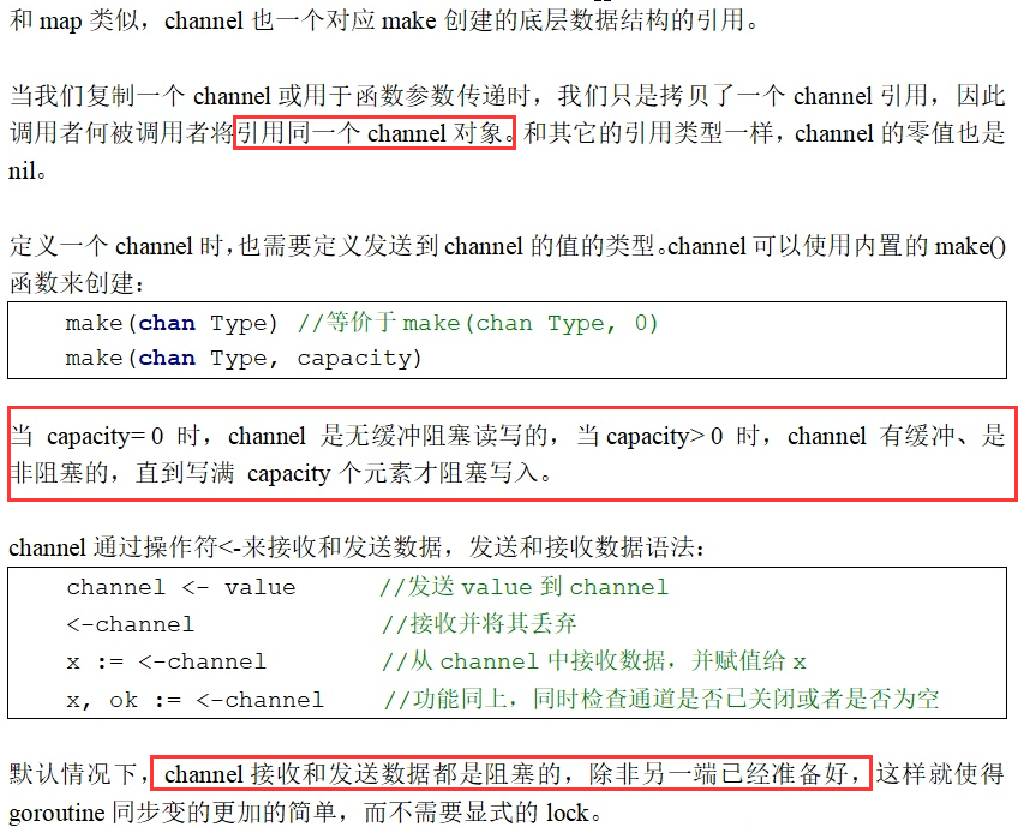 和 map 类似，channel 也一个对应 make 创建的底层数据结构的引用。
当我们复制一个 channel 或用于函数参数传递时，我们只是拷贝了一个 channel 引用，因此
调用者何被调用者将引用同一个 channel 对象。和其它的引用类型一样，channel 的零值也是
nil。
定义一个 channel 时，也需要定义发送到 channel 的值的类型。channel 可以使用内置的 make()
函数来创建：
make(chan Type) //等价于 make(chan Type, 0)
make(chan Type, capacity)
当 capacity= 0 时，channel 是无缓冲阻塞读写的，当 capacity> 0 时，channel 有缓冲、是
非阻塞的，直到写满 capacity 个元素才阻塞写入。
channel 通过操作符<-来接收和发送数据，发送和接收数据语法：
channel <- value //发送 value 到 channel
<-channel //接收并将其丢弃
x := <-channel //从 channel 中接收数据，并赋值给 x
x, ok := <-channel //功能同上，同时检查通道是否已关闭或者是否为空
默认情况下，channel 接收和发送数据都是阻塞的，除非另一端已经准备好，这样就使得
goroutine 同步变的更加的简单，而不需要显式的 lock。